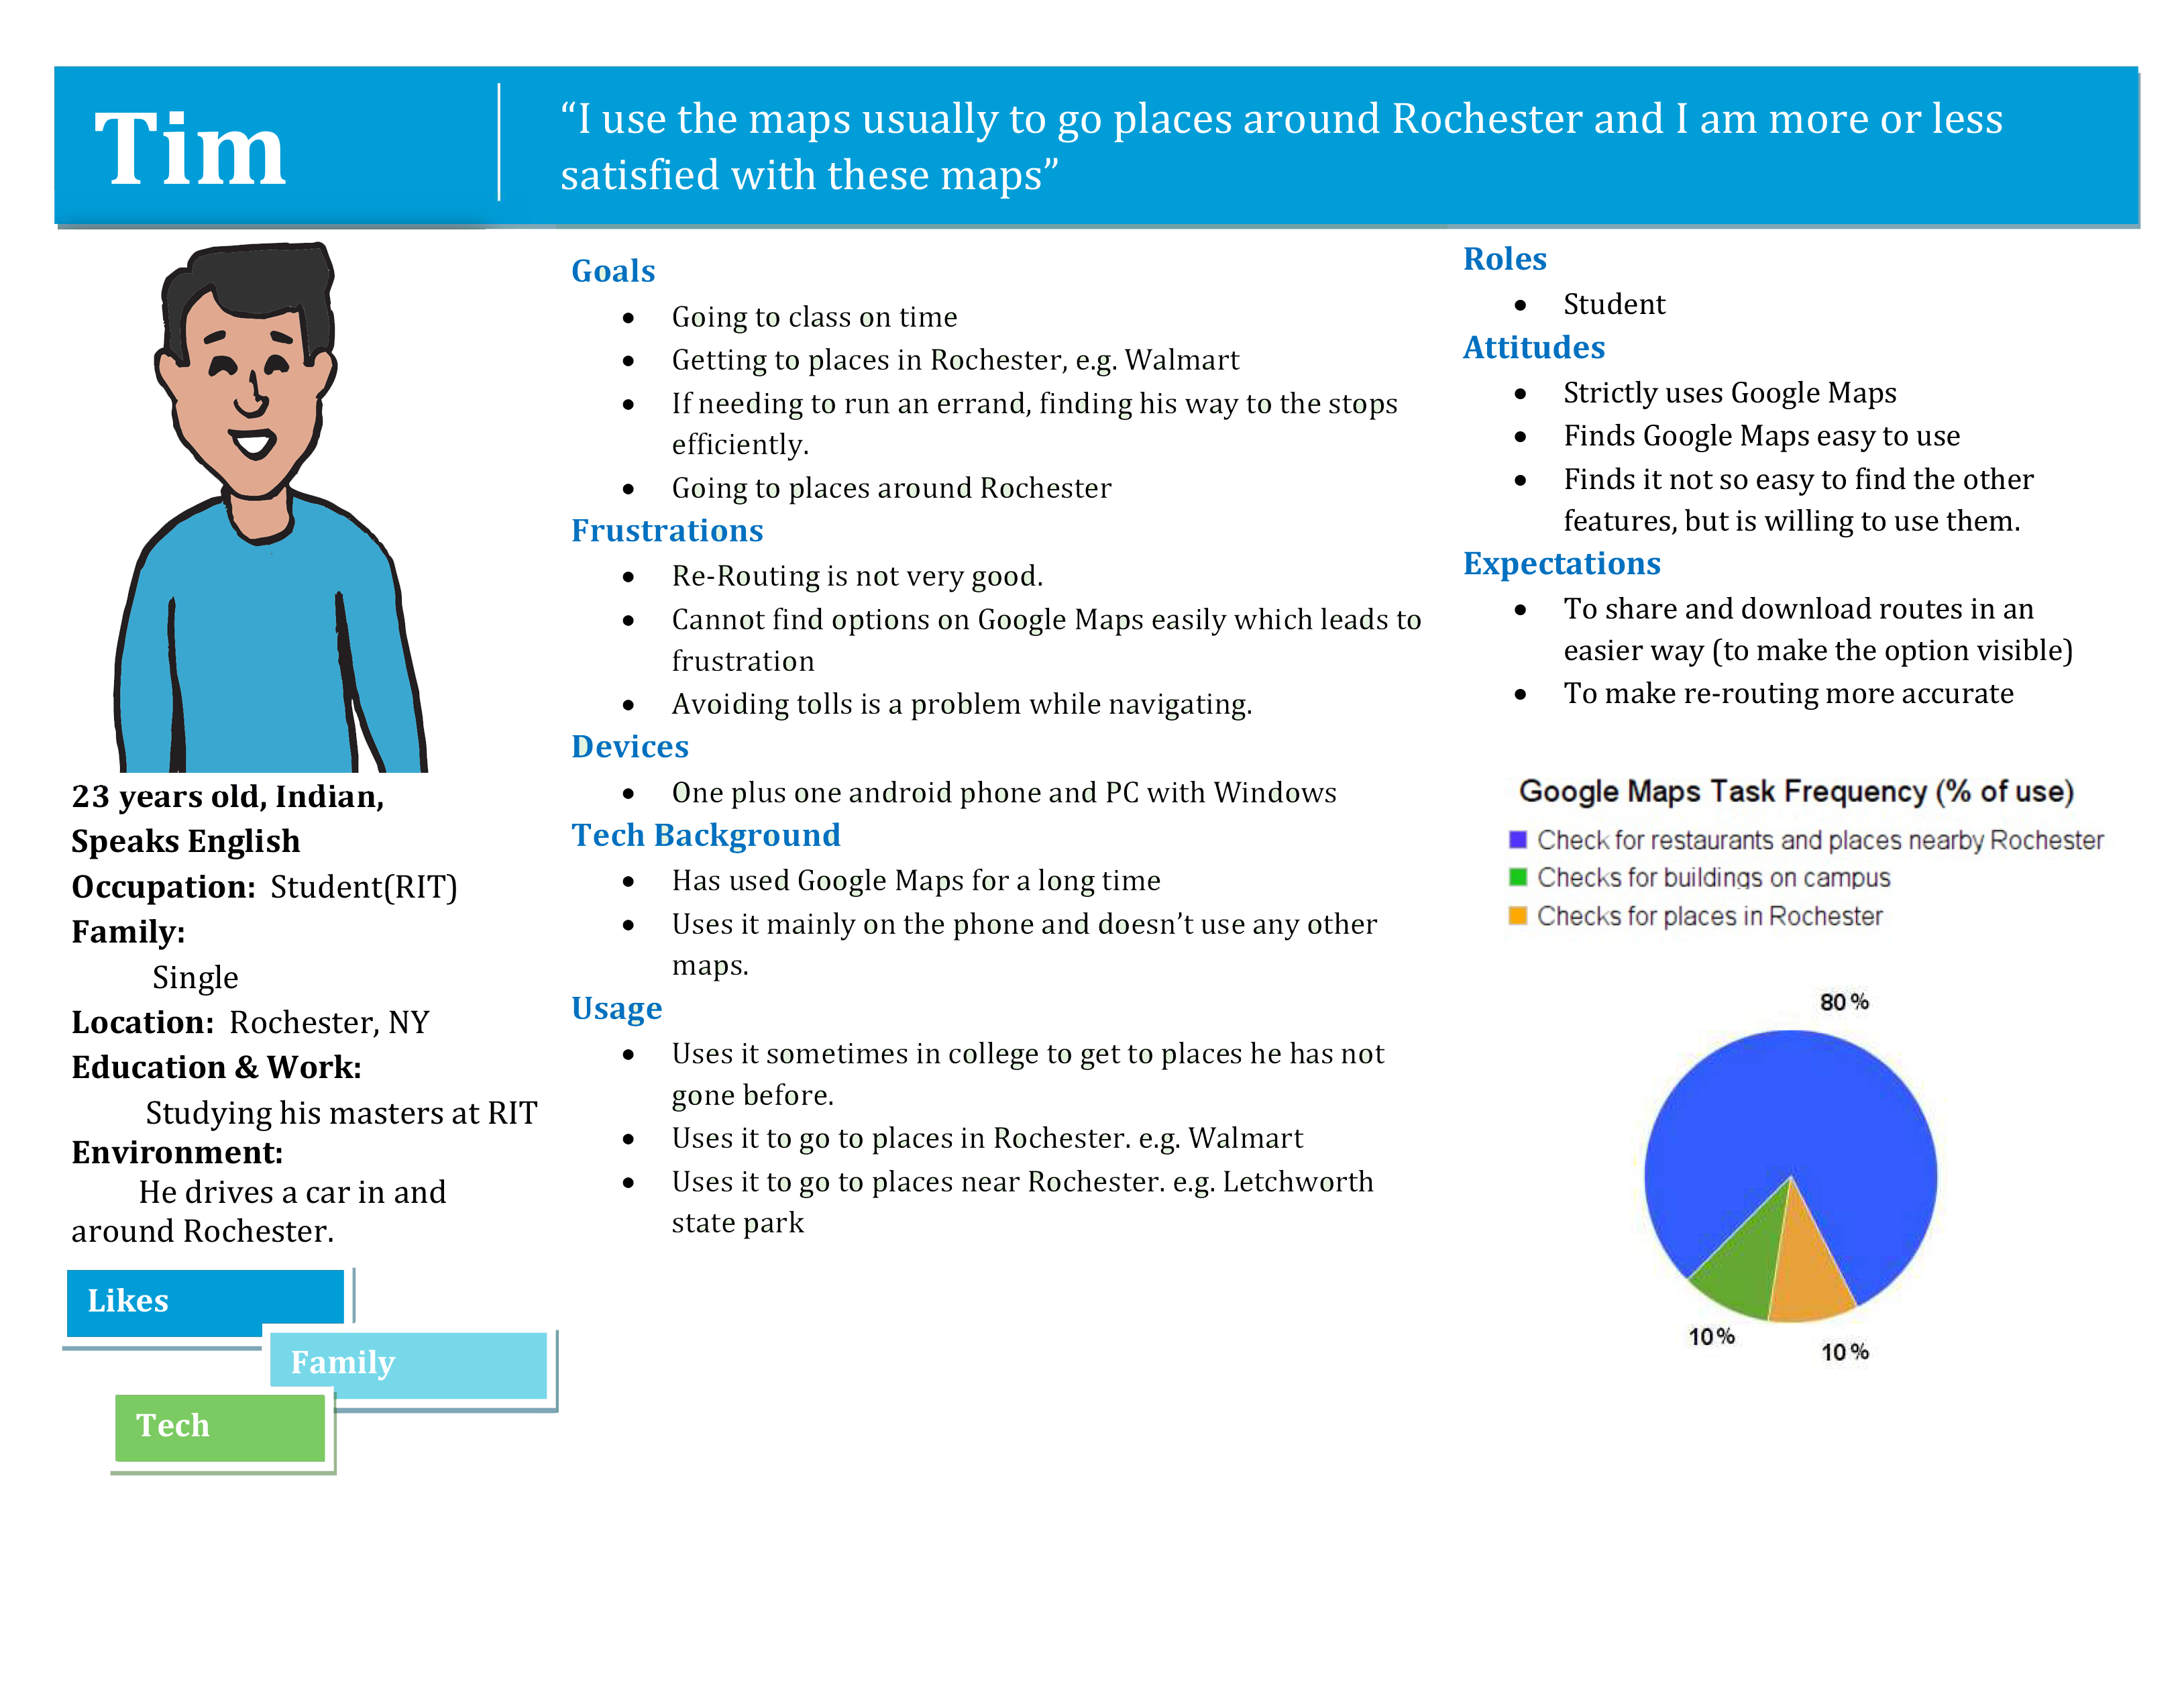 Tim
“I use the maps usually to go places around Rochester and I am more or less
satisfied with these maps”
23 years old, Indian,
Speaks English
Occupation: Student(RIT)
Family:
Single
Location: Rochester, NY
Education & Work:
Studying his masters at RIT
Environment:
He drives a car in and
around Rochester.
Likes
Family
Tech
Goals
• Going to class on time
• Getting to places in Rochester, e.g. Walmart
• If needing to run an errand, finding his way to the stops
efficiently.
• Going to places around Rochester
Frustrations
• Re-Routing is not very good.
• Cannot find options on Google Maps easily which leads to
frustration
• Avoiding tolls is a problem while navigating.
Devices
• One plus one android phone and PC with Windows
Tech Background
• Has used Google Maps for a long time
• Uses it mainly on the phone and doesn’t use any other
maps.
Usage
• Uses it sometimes in college to get to places he has not
gone before.
• Uses it to go to places in Rochester. e.g. Walmart
• Uses it to go to places near Rochester. e.g. Letchworth
state park
Roles
• Student
Attitudes
• Strictly uses Google Maps
• Finds Google Maps easy to use
• Finds it not so easy to find the other
features, but is willing to use them.
Expectations
• To share and download routes in an
easier way (to make the option visible)
• To make re-routing more accurate
Google Maps Task Frequency (% of use)
Check for restaurants and places nearby Rochester
Checks for buildings on campus
Checks for places in Rochester
80%
10%
10%